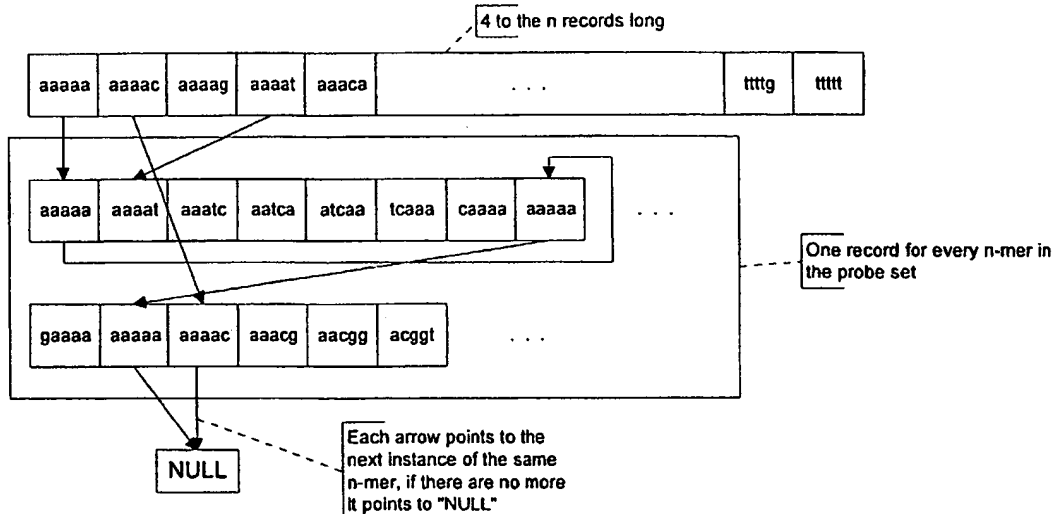 4 to the n records long
aaaaa aaaac aaaag aaaat aaaca . . . ttttg ttttt
aaaaa aaaat aaatc aatca atcaa tcaaa caaaa aaaaa . . .
One record for every n-mer in
the probe set
gaaaa aaaaa aaaac aaacg aacgg acggt . . .
Each arrow points to the
next instance of the same
n-mer, if there are no more
it points to "NULL"
NULL